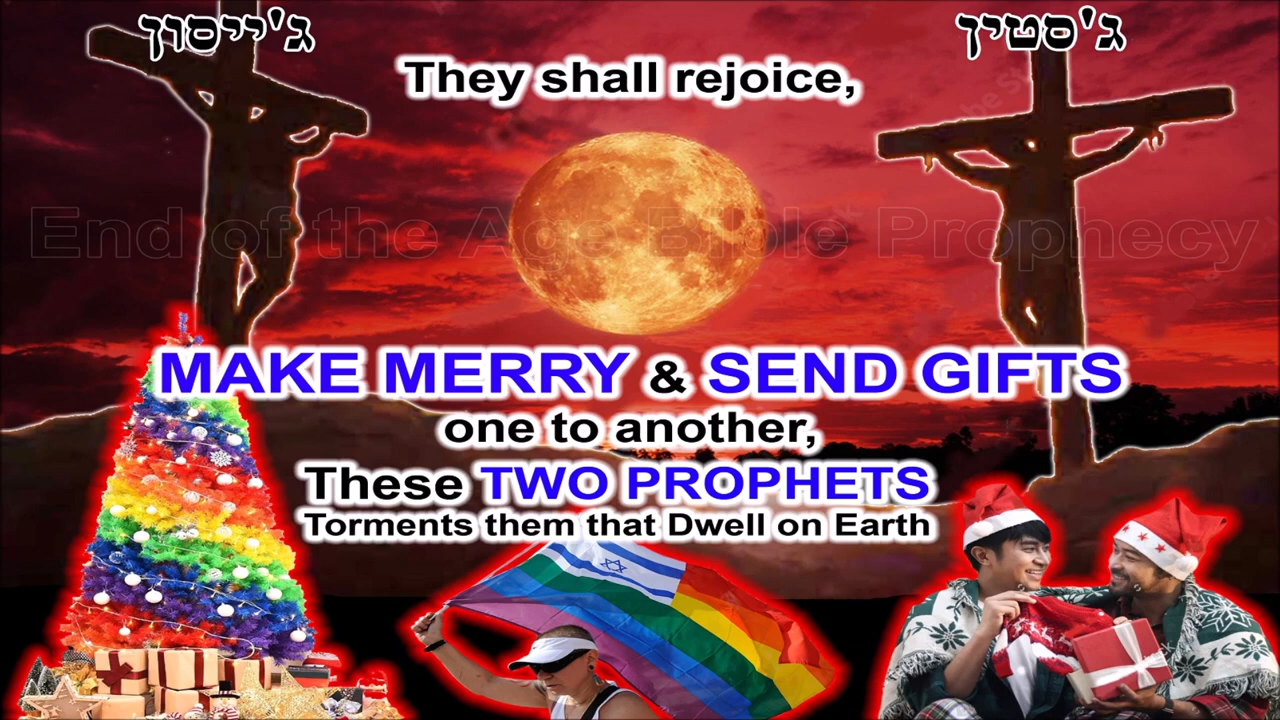 ג'ייסון
ג'סטין
They shall rejoice,
End of the Age Bible Prophecy
MAKE MERRY & SEND GIFTS
one to another,
These TWO PROPHETS
Torments them that Dwell on Earth